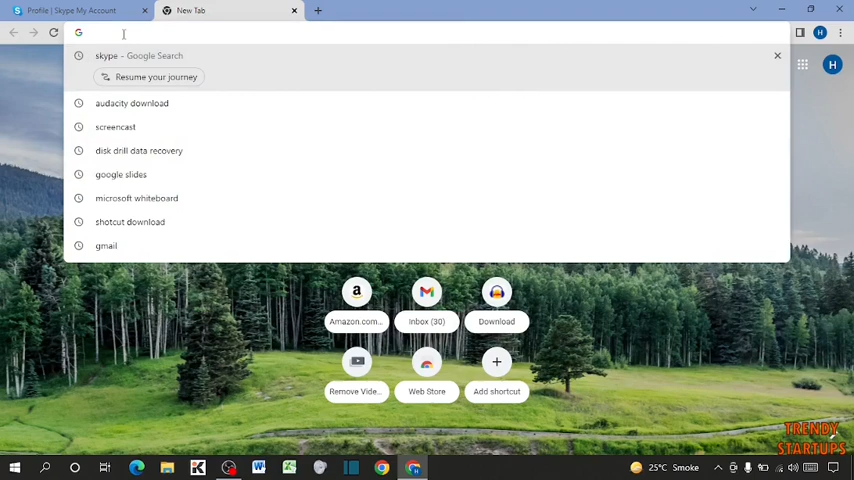 Profile | Skype My Account
New Tab
skype - Google Search
Resume your journey
audacity download
screencast
disk drill data recovery
google slides
microsoft whiteboard
shotcut download
gmail
Amazon.com...
Inbox (30)
Download
Remove Vide...
Web Store
Add shortcut
TRENDY
STARTUPS
25°C Smoke